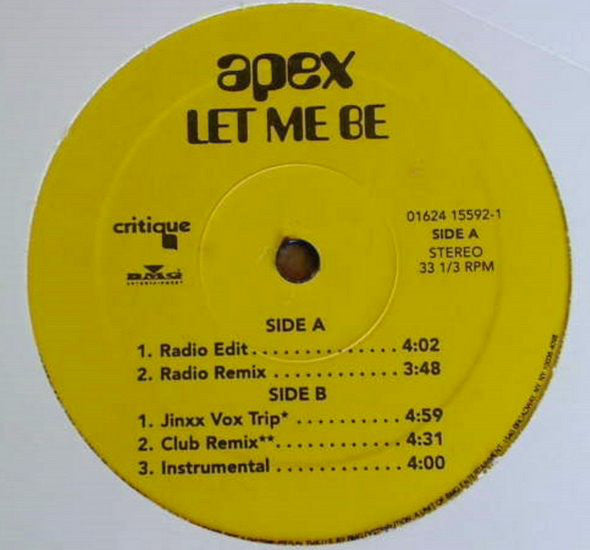 apex
LET ME BE
critique
BMG
ENTERTAINMENT
01624 15592-1
SIDE A
STEREO
33 1/3 RPM
SIDE A
1. Radio Edit.............. 4:02
2. Radio Remix ............ 3:48
SIDE B
1. Jinxx Vox Trip* .......... 4:59
2. Club Remix**............ 4:31
3. Instrumental ............ 4:00